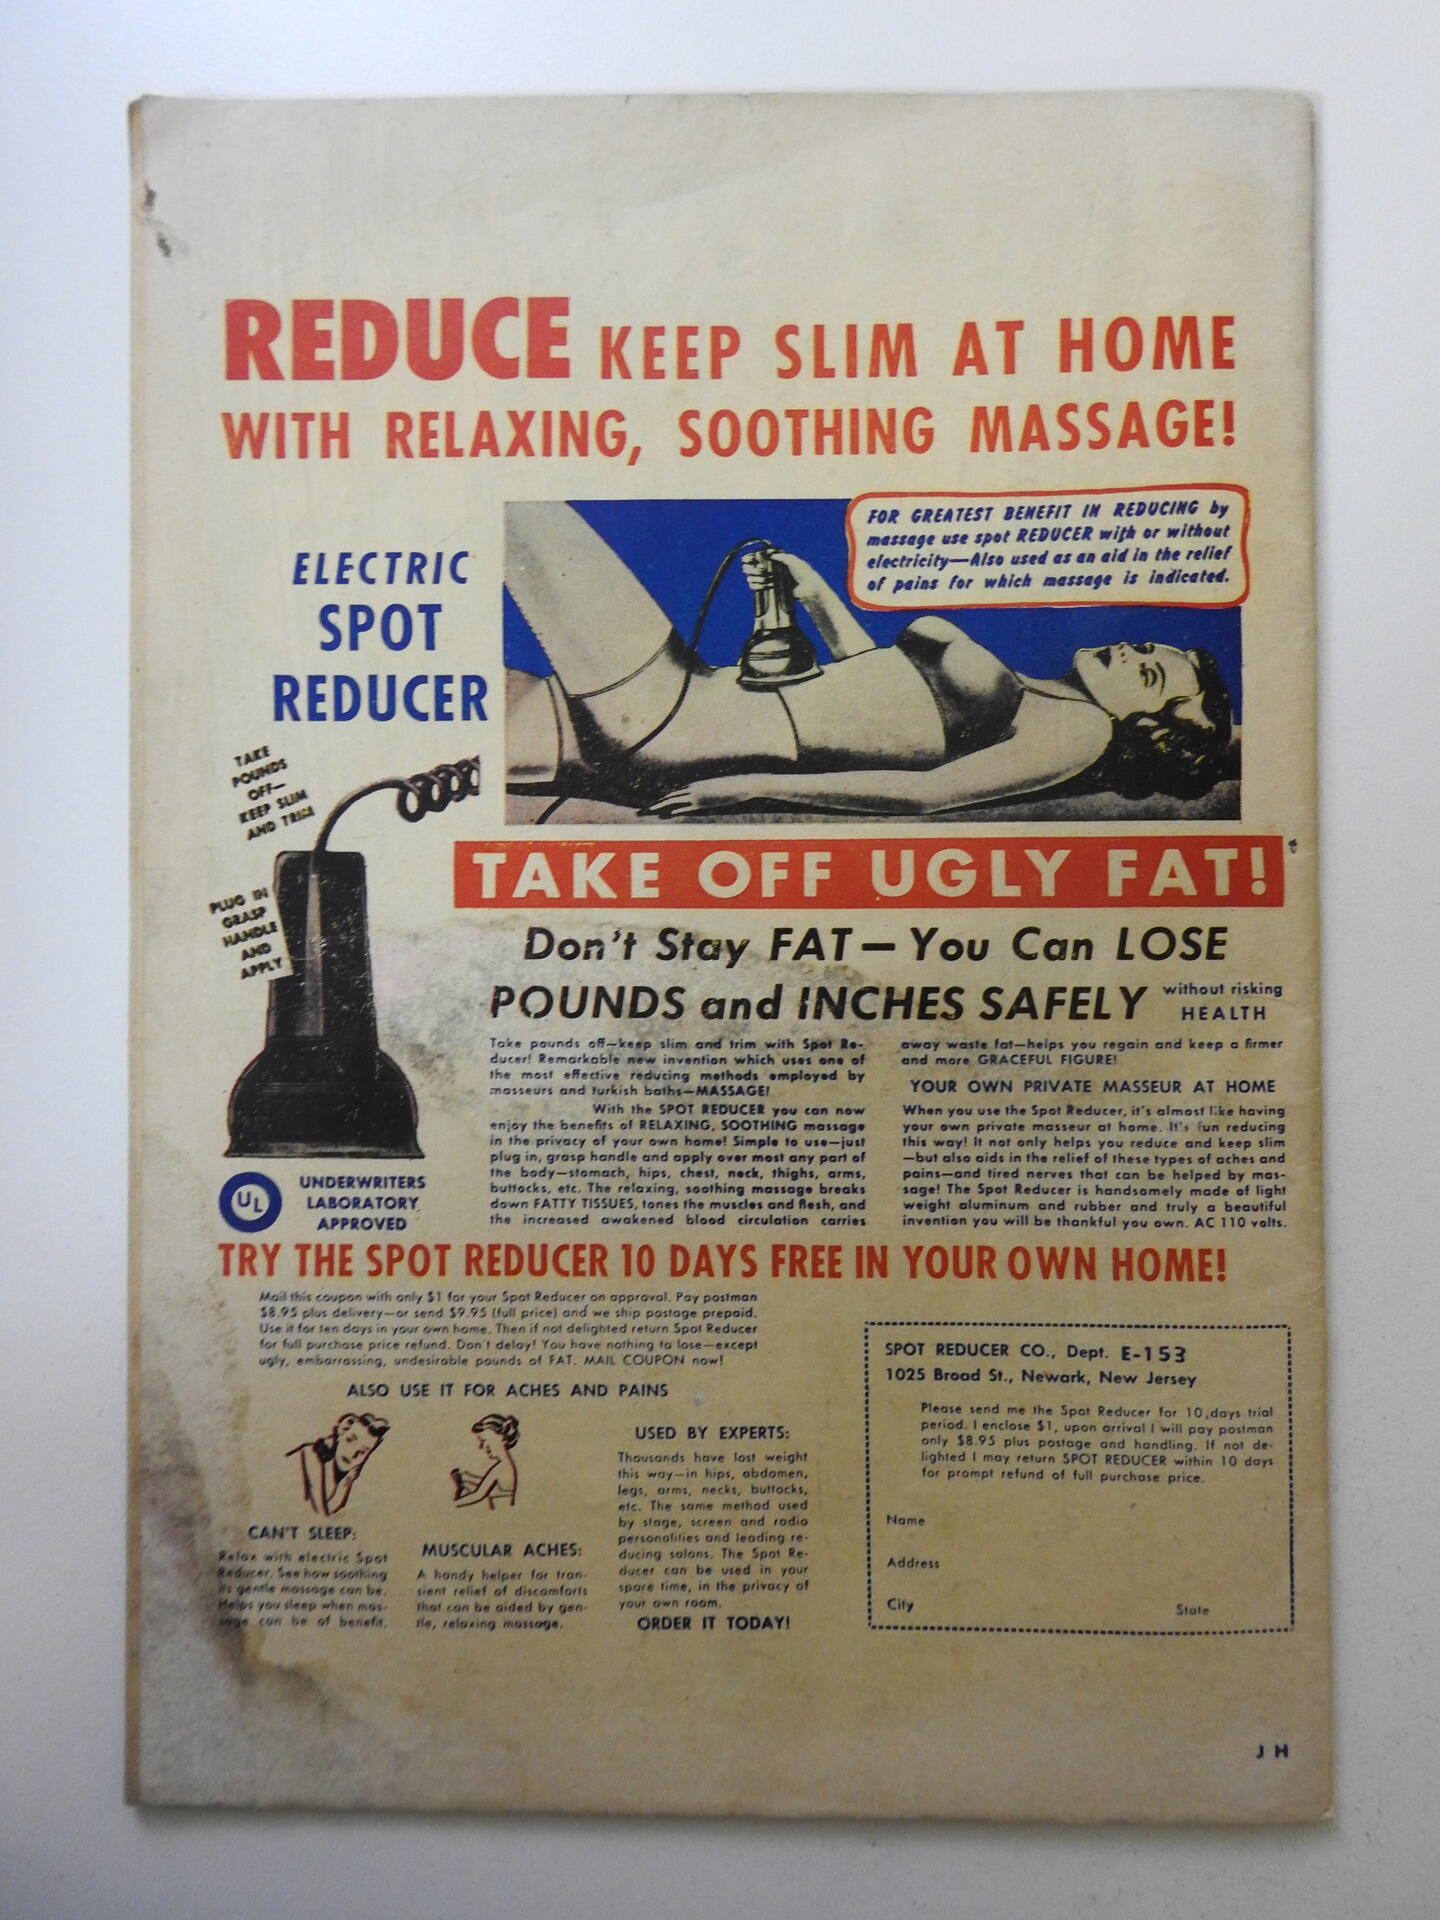 REDUCE KEEP SLIM AT HOME
WITH RELAXING, SOOTHING MASSAGE!
ELECTRIC
SPOT
REDUCER
FOR GREATEST BENEFIT IN REDUCING by
massage use spot REDUCER with or without
electricity—Also used as an aid in the relief
of pains for which massage is indicated.
TAKE
POUNDS
OFF—
KEEP SLIM
AND TRIM
PLUG IN
GRASP
HANDLE
AND
APPLY
UL
UNDERWRITERS
LABORATORY
APPROVED
TAKE OFF UGLY FAT!
Don't Stay FAT—You Can LOSE
POUNDS and INCHES SAFELY without risking
HEALTH
Take pounds off—keep slim and trim with Spot Re-
ducer! Remarkable new invention which uses one of
the most effective reducing methods employed by
masseurs and turkish baths—MASSAGE!
With the SPOT REDUCER you can now
enjoy the benefits of RELAXING, SOOTHING massage
in the privacy of your own home! Simple to use—just
plug in, grasp handle and apply over most any part of
the body—stomach, hips, chest, neck, thighs, arms,
buttocks, etc. The relaxing, soothing massage breaks
down FATTY TISSUES, tones the muscles and flesh, and
the increased awakened blood circulation carries
away waste fat—helps you regain and keep a firmer
and more GRACEFUL FIGURE!
YOUR OWN PRIVATE MASSEUR AT HOME
When you use the Spot Reducer, it's almost like having
your own private masseur at home. It's fun reducing
this way! It not only helps you reduce and keep slim
—but also aids in the relief of these types of aches and
pains—and tired nerves that can be helped by mas-
sage! The Spot Reducer is handsomely made of light
weight aluminum and rubber and truly a beautiful
invention you will be thankful you own. AC 110 volts.
TRY THE SPOT REDUCER 10 DAYS FREE IN YOUR OWN HOME!
Mail this coupon with only $1 for your Spot Reducer on approval. Pay postman
$8.95 plus delivery—or send $9.95 (full price) and we ship postage prepaid.
Use it for ten days in your own home. Then if not delighted return Spot Reducer
for full purchase price refund. Don't delay! You have nothing to lose—except
ugly, embarrassing, undesirable pounds of FAT. MAIL COUPON now!
ALSO USE IT FOR ACHES AND PAINS
CAN'T SLEEP:
Relax with electric Spot
Reducer. See how soothing
its gentle massage can be.
Helps you sleep when mas-
sage can be of benefit.
MUSCULAR ACHES:
A handy helper for tran-
sient relief of discomforts
that can be aided by gen-
tle, relaxing massage.
USED BY EXPERTS:
Thousands have lost weight
this way—in hips, abdomen,
legs, arms, necks, buttocks,
etc. The same method used
by stage, screen and radio
personalities and leading re-
ducing salons. The Spot Re-
ducer can be used in your
spare time, in the privacy of
your own room.
ORDER IT TODAY!
SPOT REDUCER CO., Dept. E-153
1025 Broad St., Newark, New Jersey
Please send me the Spot Reducer for 10 days trial
period. I enclose $1, upon arrival I will pay postman
only $8.95 plus postage and handling. If not de-
lighted I may return SPOT REDUCER within 10 days
for prompt refund of full purchase price.
Name
Address
City State
J H